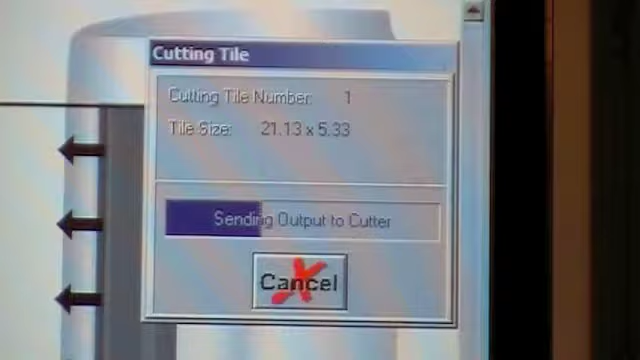 Cutting Tile
Cutting Tile Number: 1
Tile Size: 21.13 x 5.33
Sending Output to Cutter
Cancel